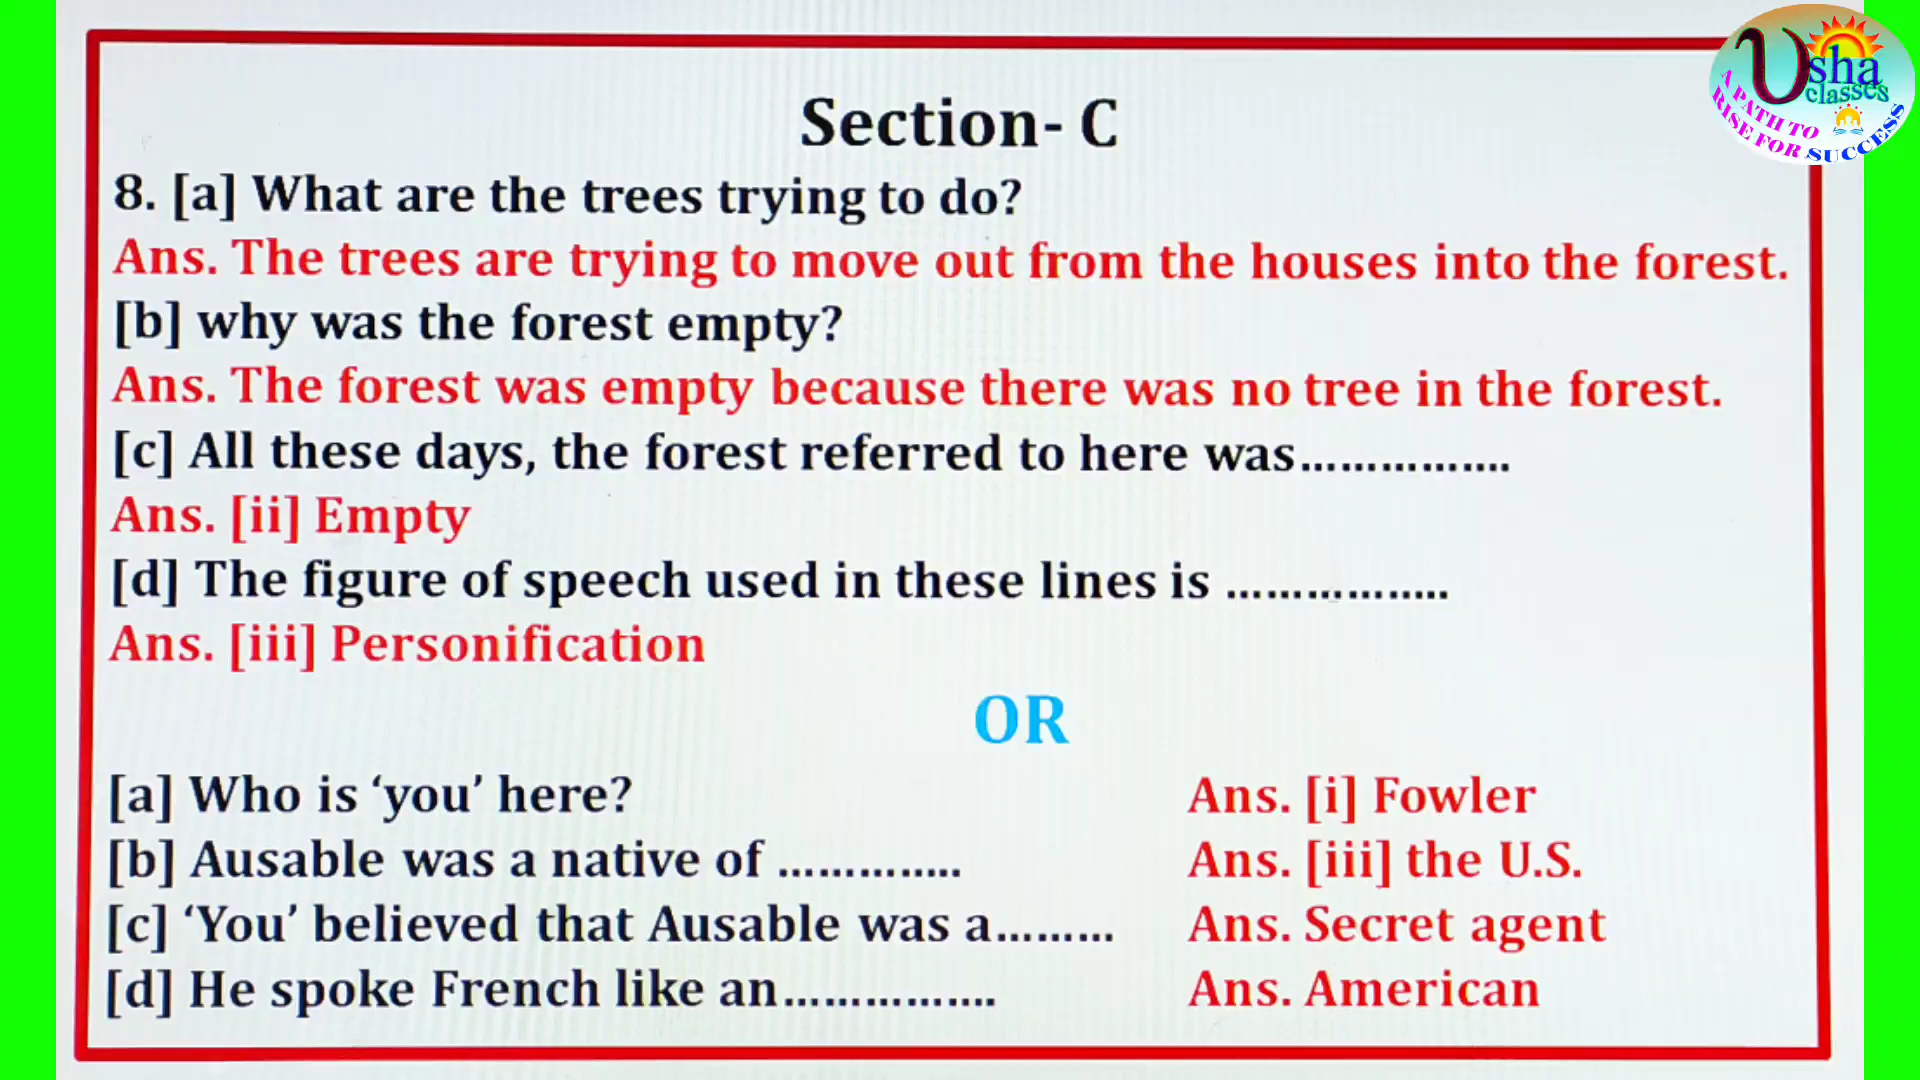 Usha
classes
A PATH TO
RISE FOR SUCCESS
Section- C
8. [a] What are the trees trying to do?
Ans. The trees are trying to move out from the houses into the forest.
[b] why was the forest empty?
Ans. The forest was empty because there was no tree in the forest.
[c] All these days, the forest referred to here was................
Ans. [ii] Empty
[d] The figure of speech used in these lines is .................
Ans. [iii] Personification
OR
[a] Who is ‘you’ here? Ans. [i] Fowler
[b] Ausable was a native of .............. Ans. [iii] the U.S.
[c] ‘You’ believed that Ausable was a......... Ans. Secret agent
[d] He spoke French like an................ Ans. American